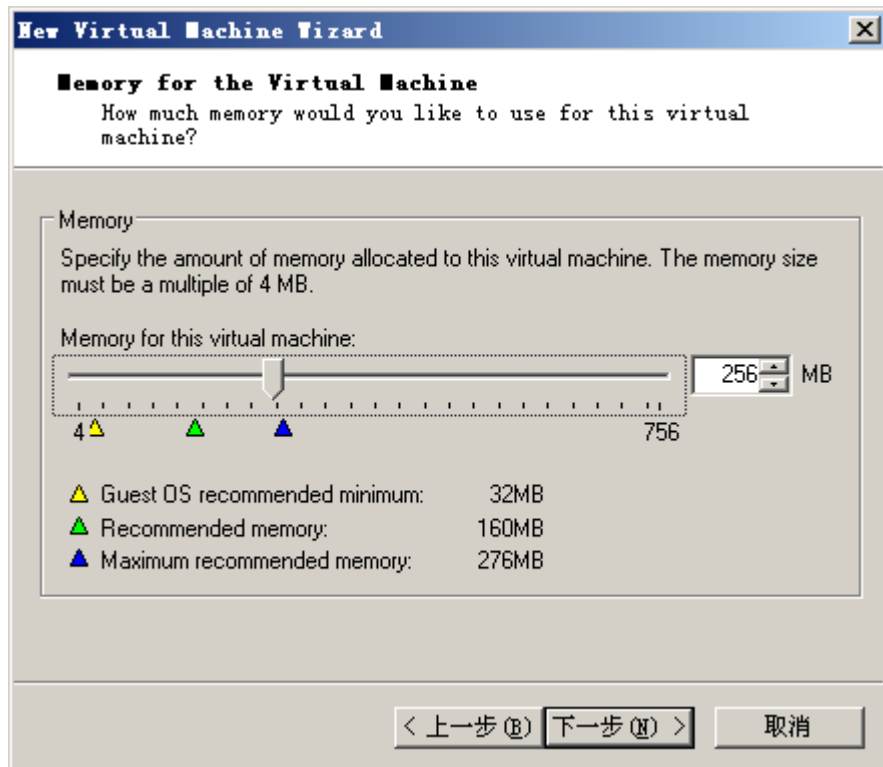 New Virtual Machine Wizard
Memory for the Virtual Machine
How much memory would you like to use for this virtual
machine?
Memory
Specify the amount of memory allocated to this virtual machine. The memory size
must be a multiple of 4 MB.
Memory for this virtual machine:
256 MB
4 756
Guest OS recommended minimum: 32MB
Recommended memory: 160MB
Maximum recommended memory: 276MB
< 上一步(B) 下一步(N) > 取消